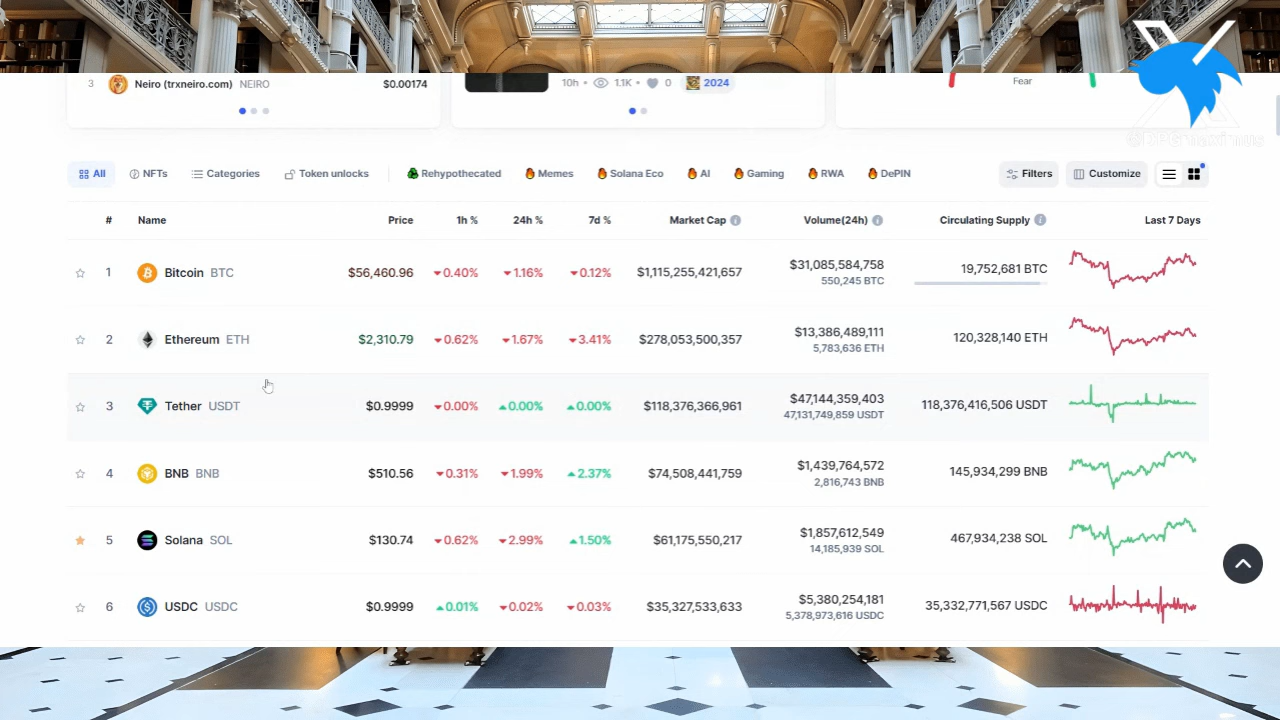 3 Neiro (trxneiro.com) NEIRO $0.00174
10h • 1.1K • 0 2024
Fear
All NFTs Categories Token unlocks Rehypothecated Memes Solana Eco AI Gaming RWA DePIN Filters Customize
# Name Price 1h % 24h % 7d % Market Cap Volume(24h) Circulating Supply Last 7 Days
1 Bitcoin BTC $56,460.96 0.40% 1.16% 0.12% $1,115,255,421,657 $31,085,584,758 19,752,681 BTC
550,245 BTC
2 Ethereum ETH $2,310.79 0.62% 1.67% 3.41% $278,053,500,357 $13,386,489,111 120,328,140 ETH
5,783,636 ETH
3 Tether USDT $0.9999 0.00% 0.00% 0.00% $118,376,366,961 $47,144,359,403 118,376,416,506 USDT
47,131,749,859 USDT
4 BNB BNB $510.56 0.31% 1.99% 2.37% $74,508,441,759 $1,439,764,572 145,934,299 BNB
2,816,743 BNB
5 Solana SOL $130.74 0.62% 2.99% 1.50% $61,175,550,217 $1,857,612,549 467,934,238 SOL
14,185,939 SOL
6 USDC USDC $0.9999 0.01% 0.02% 0.03% $35,327,533,633 $5,380,254,181 35,332,771,567 USDC
5,378,973,616 USDC